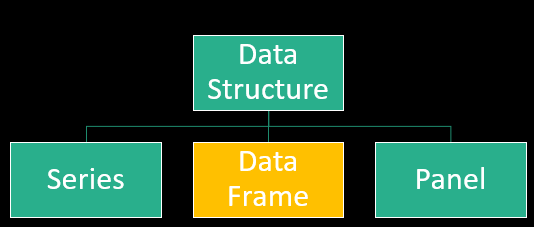 Data
Structure
Series
Data
Frame
Panel